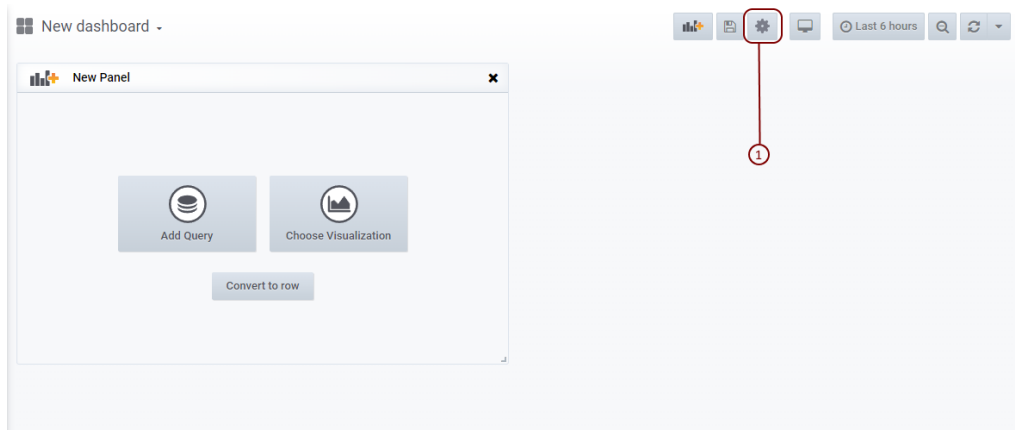 New dashboard
Last 6 hours
New Panel
1
Add Query
Choose Visualization
Convert to row